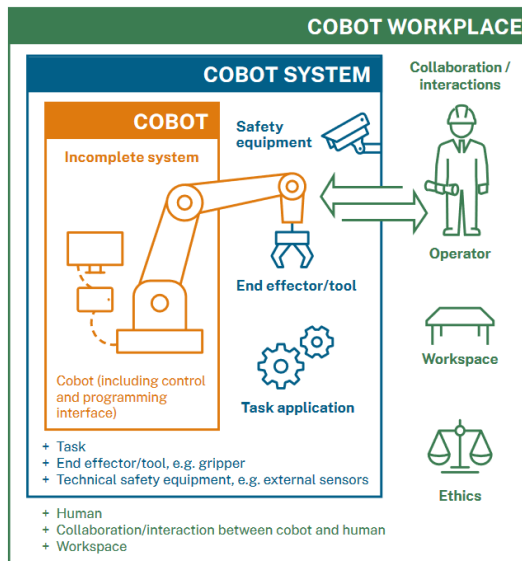 COBOT WORKPLACE
COBOT SYSTEM
Collaboration /
interactions
COBOT
Safety
equipment
Incomplete system
Operator
End effector/tool
Workspace
Cobot (including control
and programming
interface)
Task application
+ Task
+ End effector/tool, e.g. gripper
+ Technical safety equipment, e.g. external sensors
Ethics
+ Human
+ Collaboration/interaction between cobot and human
+ Workspace